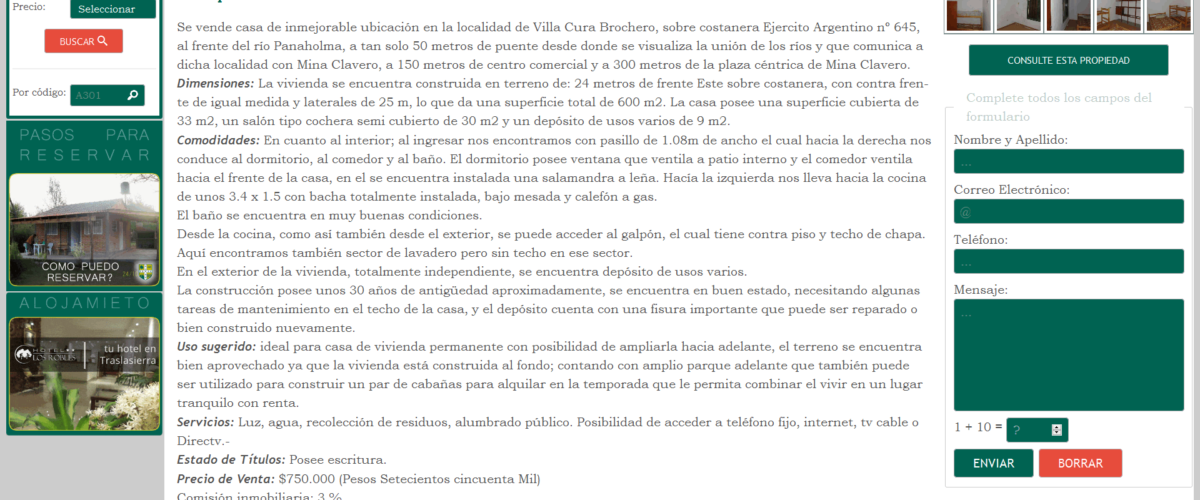 Precio:
Seleccionar
BUSCAR
Por código:
A301
PASOS PARA
RESERVAR
COMO PUEDO
RESERVAR?
ALOJAMIETO
HOTEL
LOS ROBLES
tu hotel en
Traslasierra
Se vende casa de inmejorable ubicación en la localidad de Villa Cura Brochero, sobre costanera Ejercito Argentino nº 645,
al frente del río Panaholma, a tan solo 50 metros de puente desde donde se visualiza la unión de los ríos y que comunica a
dicha localidad con Mina Clavero, a 150 metros de centro comercial y a 300 metros de la plaza céntrica de Mina Clavero.
Dimensiones: La vivienda se encuentra construida en terreno de: 24 metros de frente Este sobre costanera, con contra fren-
te de igual medida y laterales de 25 m, lo que da una superficie total de 600 m2. La casa posee una superficie cubierta de
33 m2, un salón tipo cochera semi cubierto de 30 m2 y un depósito de usos varios de 9 m2.
Comodidades: En cuanto al interior; al ingresar nos encontramos con pasillo de 1.08m de ancho el cual hacia la derecha nos
conduce al dormitorio, al comedor y al baño. El dormitorio posee ventana que ventila a patio interno y el comedor ventila
hacia el frente de la casa, en el se encuentra instalada una salamandra a leña. Hacía la izquierda nos lleva hacia la cocina
de unos 3.4 x 1.5 con bacha totalmente instalada, bajo mesada y calefón a gas.
El baño se encuentra en muy buenas condiciones.
Desde la cocina, como así también desde el exterior, se puede acceder al galpón, el cual tiene contra piso y techo de chapa.
Aquí encontramos también sector de lavadero pero sin techo en ese sector.
En el exterior de la vivienda, totalmente independiente, se encuentra depósito de usos varios.
La construcción posee unos 30 años de antigüedad aproximadamente, se encuentra en buen estado, necesitando algunas
tareas de mantenimiento en el techo de la casa, y el depósito cuenta con una fisura importante que puede ser reparado o
bien construido nuevamente.
Uso sugerido: ideal para casa de vivienda permanente con posibilidad de ampliarla hacia adelante, el terreno se encuentra
bien aprovechado ya que la vivienda está construida al fondo; contando con amplio parque adelante que también puede
ser utilizado para construir un par de cabañas para alquilar en la temporada que le permita combinar el vivir en un lugar
tranquilo con renta.
Servicios: Luz, agua, recolección de residuos, alumbrado público. Posibilidad de acceder a teléfono fijo, internet, tv cable o
Directv.-
Estado de Títulos: Posee escritura.
Precio de Venta: $750.000 (Pesos Setecientos cincuenta Mil)
Comisión inmobiliaria: 3 %
CONSULTE ESTA PROPIEDAD
Complete todos los campos del
formulario
Nombre y Apellido:
...
Correo Electrónico:
@
Teléfono:
...
Mensaje:
...
1 + 10 = ?
ENVIAR
BORRAR